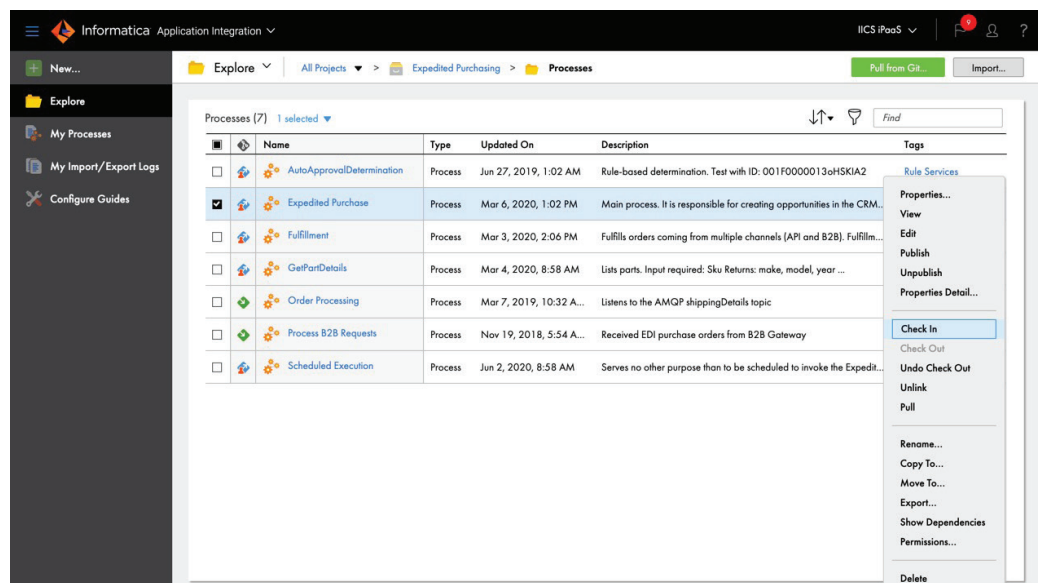 Informatica Application Integration
IICS iPaaS
9
?
New...
Explore
My Processes
My Import/Export Logs
Configure Guides
Explore
All Projects > Expedited Purchasing > Processes
Pull from Git...
Import...
Processes (7) 1 selected
Find
Name Type Updated On Description Tags
AutoApprovalDetermination Process Jun 27, 2019, 1:02 AM Rule-based determination. Test with ID: 001F0000013oHSKIA2 Rule Services
Expedited Purchase Process Mar 6, 2020, 1:02 PM Main process. It is responsible for creating opportunities in the CRM...
Fulfillment Process Mar 3, 2020, 2:06 PM Fulfills orders coming from multiple channels (API and B2B). Fulfillm...
GetPartDetails Process Mar 4, 2020, 8:58 AM Lists parts. Input required: Sku Returns: make, model, year ...
Order Processing Process Mar 7, 2019, 10:32 A... Listens to the AMQP shippingDetails topic
Process B2B Requests Process Nov 19, 2018, 5:54 A... Received EDI purchase orders from B2B Gateway
Scheduled Execution Process Jun 2, 2020, 8:58 AM Serves no other purpose than to be scheduled to invoke the Expedit...
Properties...
View
Edit
Publish
Unpublish
Properties Detail...
Check In
Check Out
Undo Check Out
Unlink
Pull
Rename...
Copy To...
Move To...
Export...
Show Dependencies
Permissions...
Delete